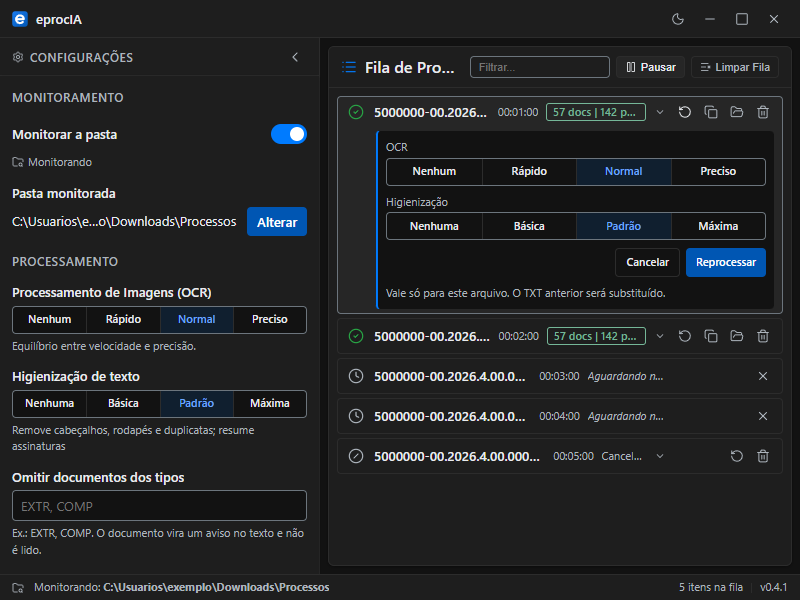 eprocIA
CONFIGURAÇÕES
MONITORAMENTO
Monitorar a pasta
Monitorando
Pasta monitorada
C:\Usuarios\e...o\Downloads\Processos
Alterar
PROCESSAMENTO
Processamento de Imagens (OCR)
Nenhum Rápido Normal Preciso
Equilíbrio entre velocidade e precisão.
Higienização de texto
Nenhuma Básica Padrão Máxima
Remove cabeçalhos, rodapés e duplicatas; resume
assinaturas
Omitir documentos dos tipos
EXTR, COMP
Ex.: EXTR, COMP. O documento vira um aviso no texto e não
é lido.
Fila de Pro... Filtrar... Pausar Limpar Fila
5000000-00.2026.... 00:01:00 57 docs | 142 p...
OCR
Nenhum Rápido Normal Preciso
Higienização
Nenhuma Básica Padrão Máxima
Cancelar Reprocessar
Vale só para este arquivo. O TXT anterior será substituído.
5000000-00.2026.... 00:02:00 57 docs | 142 p...
5000000-00.2026.4.00.0... 00:03:00 Aguardando n...
5000000-00.2026.4.00.0... 00:04:00 Aguardando n...
5000000-00.2026.4.00.000... 00:05:00 Cancel...
Monitorando: C:\Usuarios\exemplo\Downloads\Processos 5 itens na fila v0.4.1